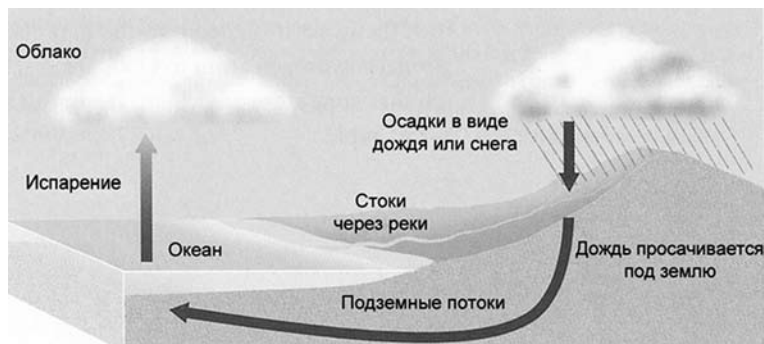 Облако
Осадки в виде
дождя или снега
Испарение
Стоки
через реки
Океан
Дождь просачивается
под землю
Подземные потоки